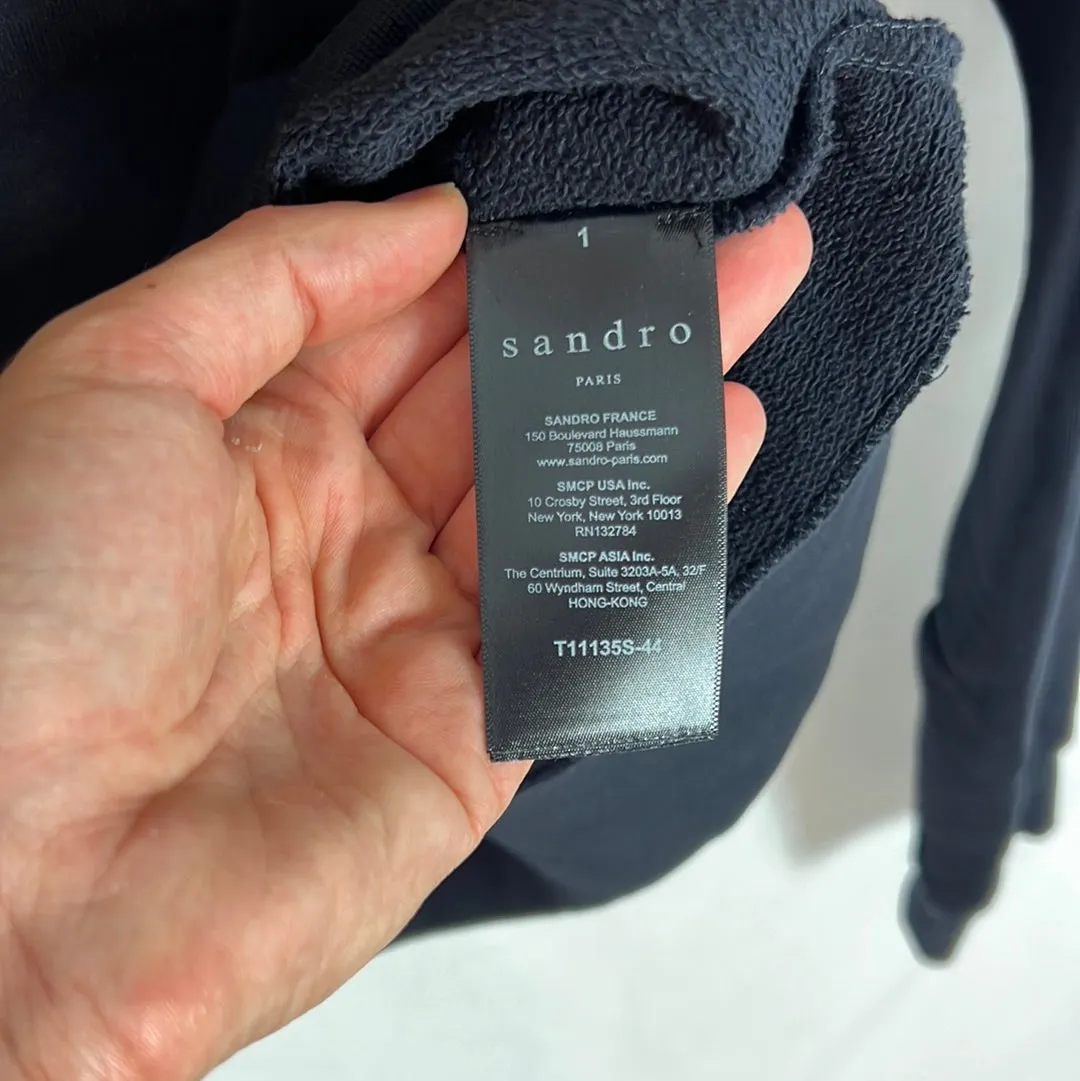 1
sandro
PARIS
SANDRO FRANCE
150 Boulevard Haussmann
75008 Paris
www.sandro-paris.com
SMCP USA Inc.
10 Crosby Street, 3rd Floor
New York, New York 10013
RN132784
SMCP ASIA Inc.
The Centrium, Suite 3203A-5A, 32/F
60 Wyndham Street, Central
HONG-KONG
T11135S-44